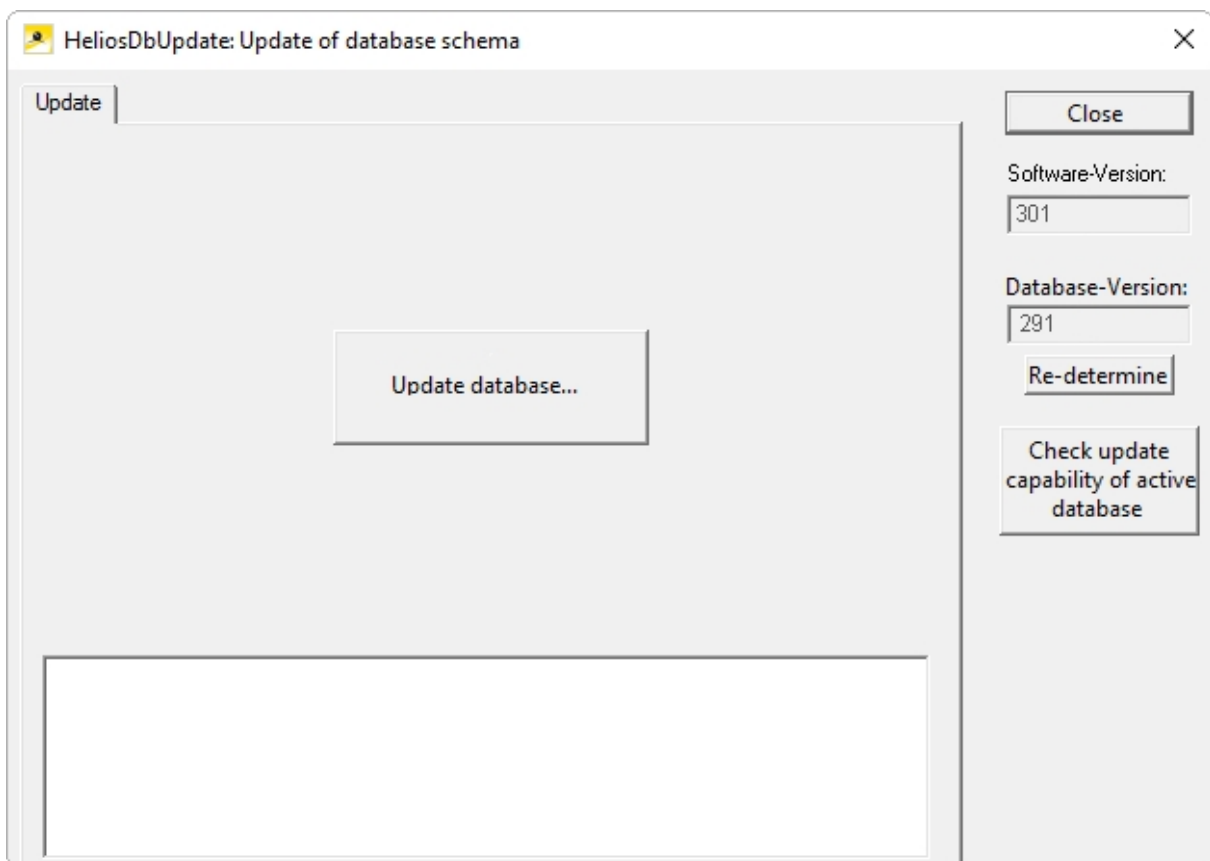 HeliosDbUpdate: Update of database schema
Update
Close
Software-Version:
301
Database-Version:
291
Re-determine
Update database...
Check update
capability of active
database